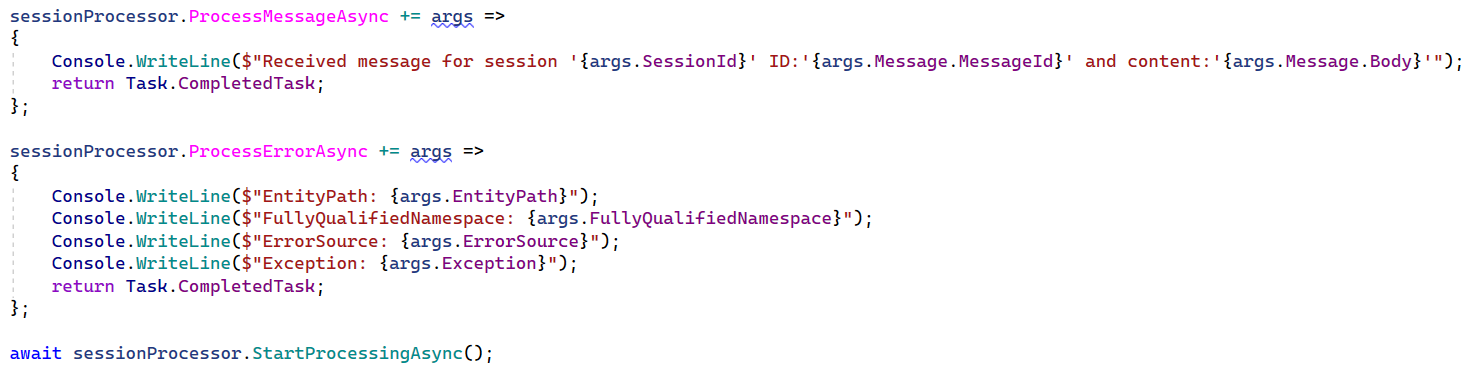 sessionProcessor.ProcessMessageAsync += args =>
{
    Console.WriteLine($"Received message for session '{args.SessionId}' ID:'{args.Message.MessageId}' and content:'{args.Message.Body}'");
    return Task.CompletedTask;
};

sessionProcessor.ProcessErrorAsync += args =>
{
    Console.WriteLine($"EntityPath: {args.EntityPath}");
    Console.WriteLine($"FullyQualifiedNamespace: {args.FullyQualifiedNamespace}");
    Console.WriteLine($"ErrorSource: {args.ErrorSource}");
    Console.WriteLine($"Exception: {args.Exception}");
    return Task.CompletedTask;
};

await sessionProcessor.StartProcessingAsync();